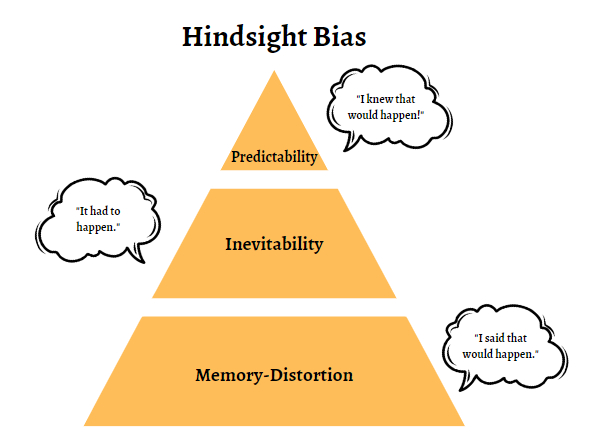 Hindsight Bias
"I knew that
would happen!"
Predictability
"It had to
happen."
Inevitability
"I said that
would happen."
Memory-Distortion